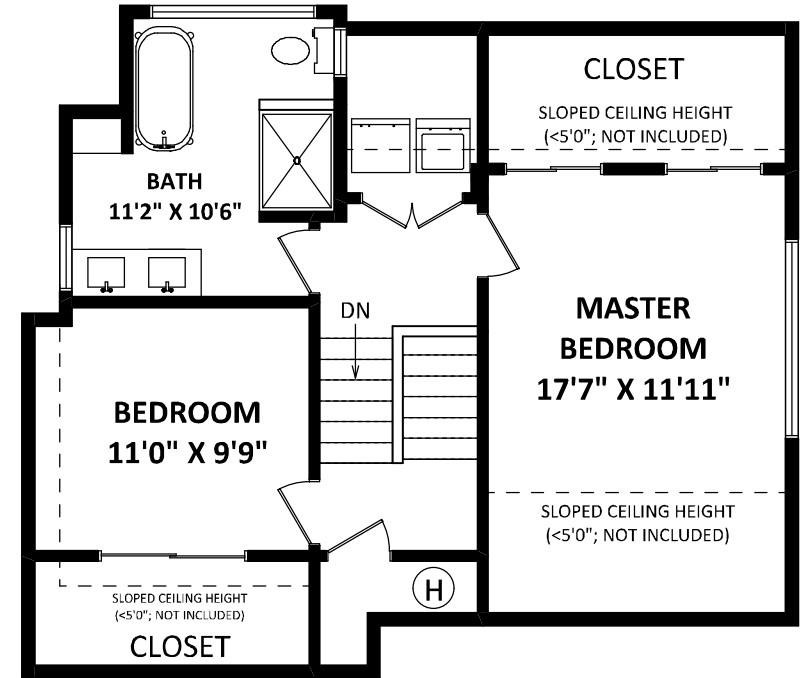 CLOSET
SLOPED CEILING HEIGHT
(<5'0"; NOT INCLUDED)
BATH
11'2" X 10'6"
DN
MASTER
BEDROOM
17'7" X 11'11"
BEDROOM
11'0" X 9'9"
SLOPED CEILING HEIGHT
(<5'0"; NOT INCLUDED)
H
SLOPED CEILING HEIGHT
(<5'0"; NOT INCLUDED)
CLOSET